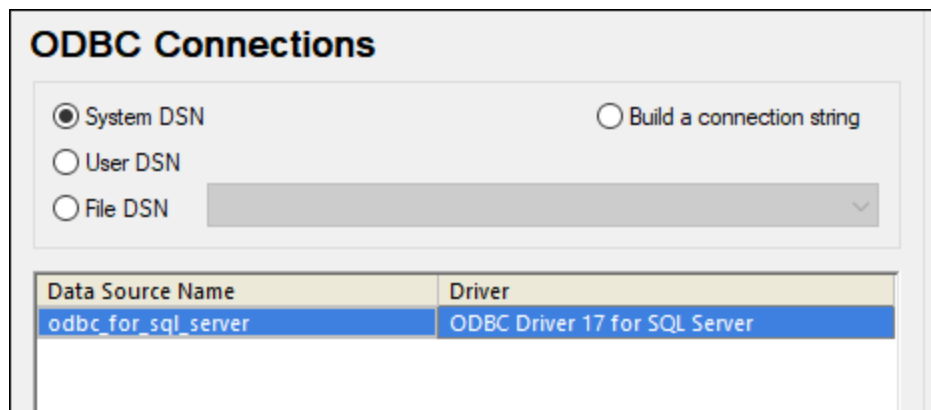 ODBC Connections
System DSN
Build a connection string
User DSN
File DSN
Data Source Name Driver
odbc_for_sql_server ODBC Driver 17 for SQL Server